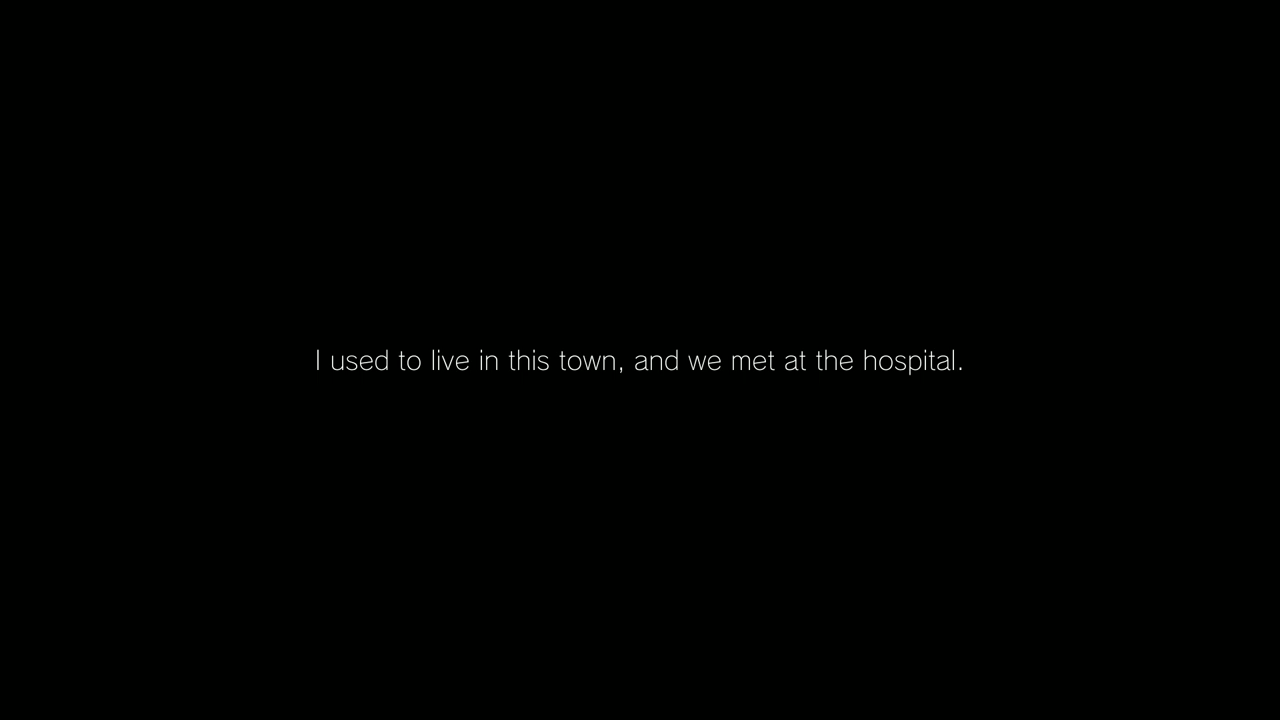 I used to live in this town, and we met at the hospital.